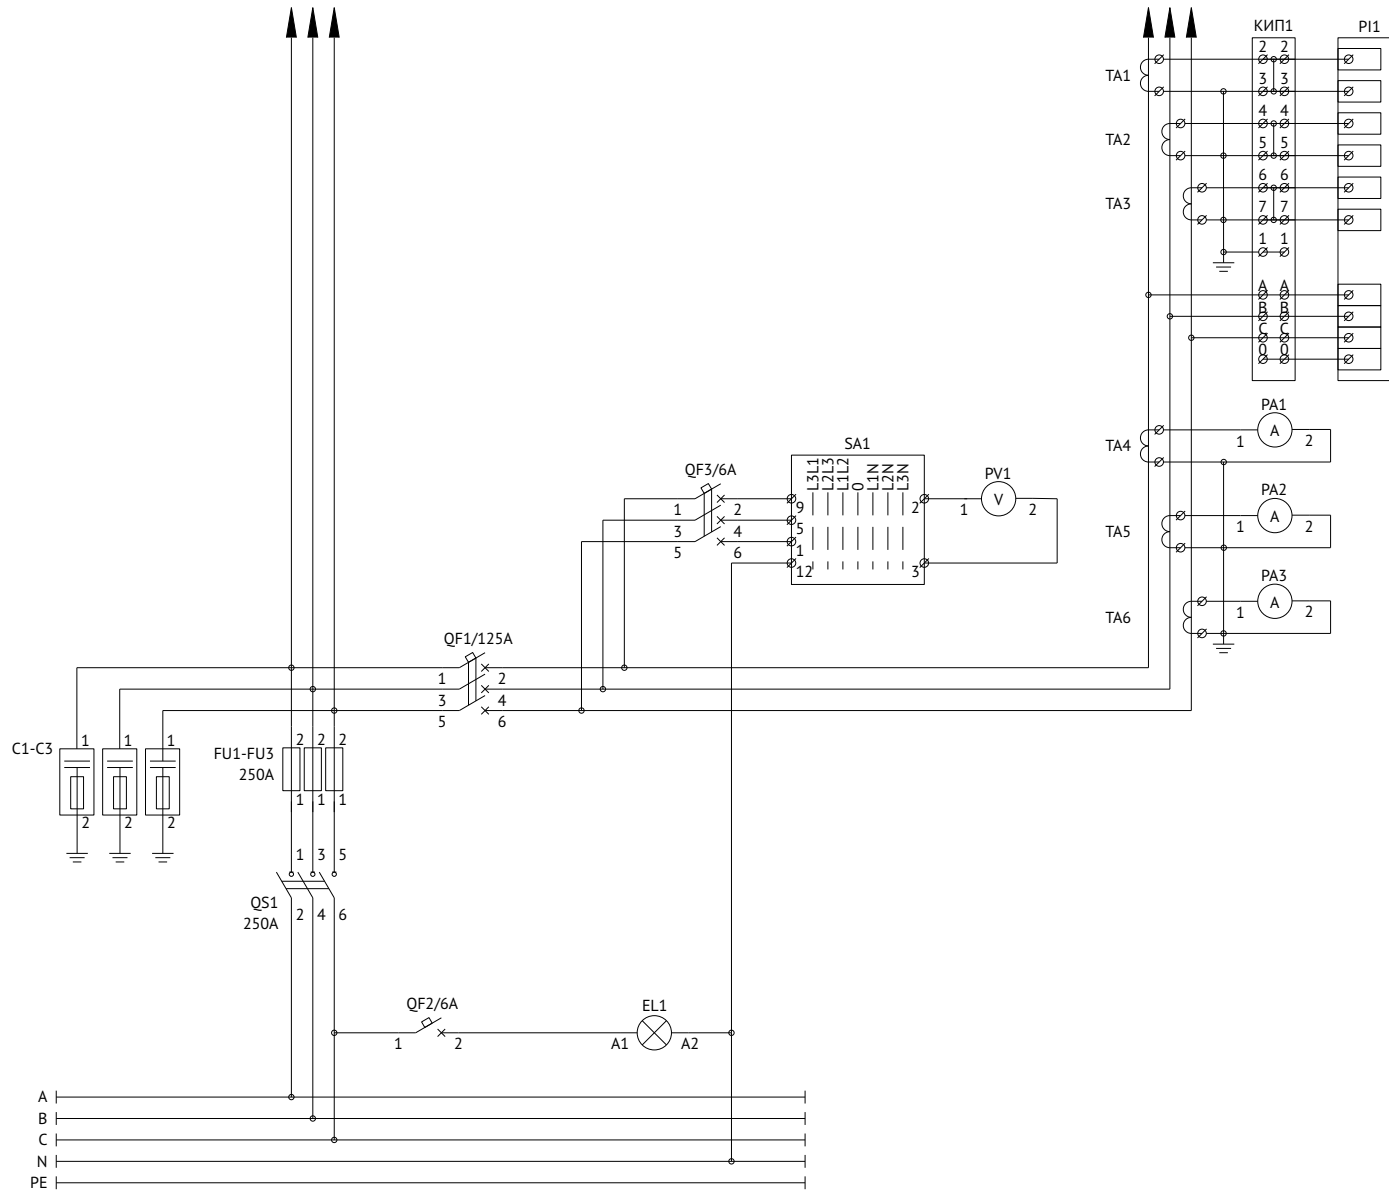 КИП1 PI1
2 2
TA1
3 3
4 4
TA2
5 5
6 6
TA3
7 7
1 1
A A
B B
C C
0 0
PA1
A
1 2
TA4
SA1
L3L1 L2L3 L1L2 0 L1N L2N L3N
QF3/6A
PV1
V
1 2
9 2
1 2
5
3 4
1
5 6
12 3
PA2
A
1 2
TA5
PA3
A
1 2
TA6
QF1/125A
1 2
3 4
5 6
C1-C3
1 1 1
2 2 2
FU1-FU3
250A
2 2 2
1 1 1
1 3 5
QS1
250A
2 4 6
QF2/6A
1 2
EL1
A1 A2
A
B
C
N
PE